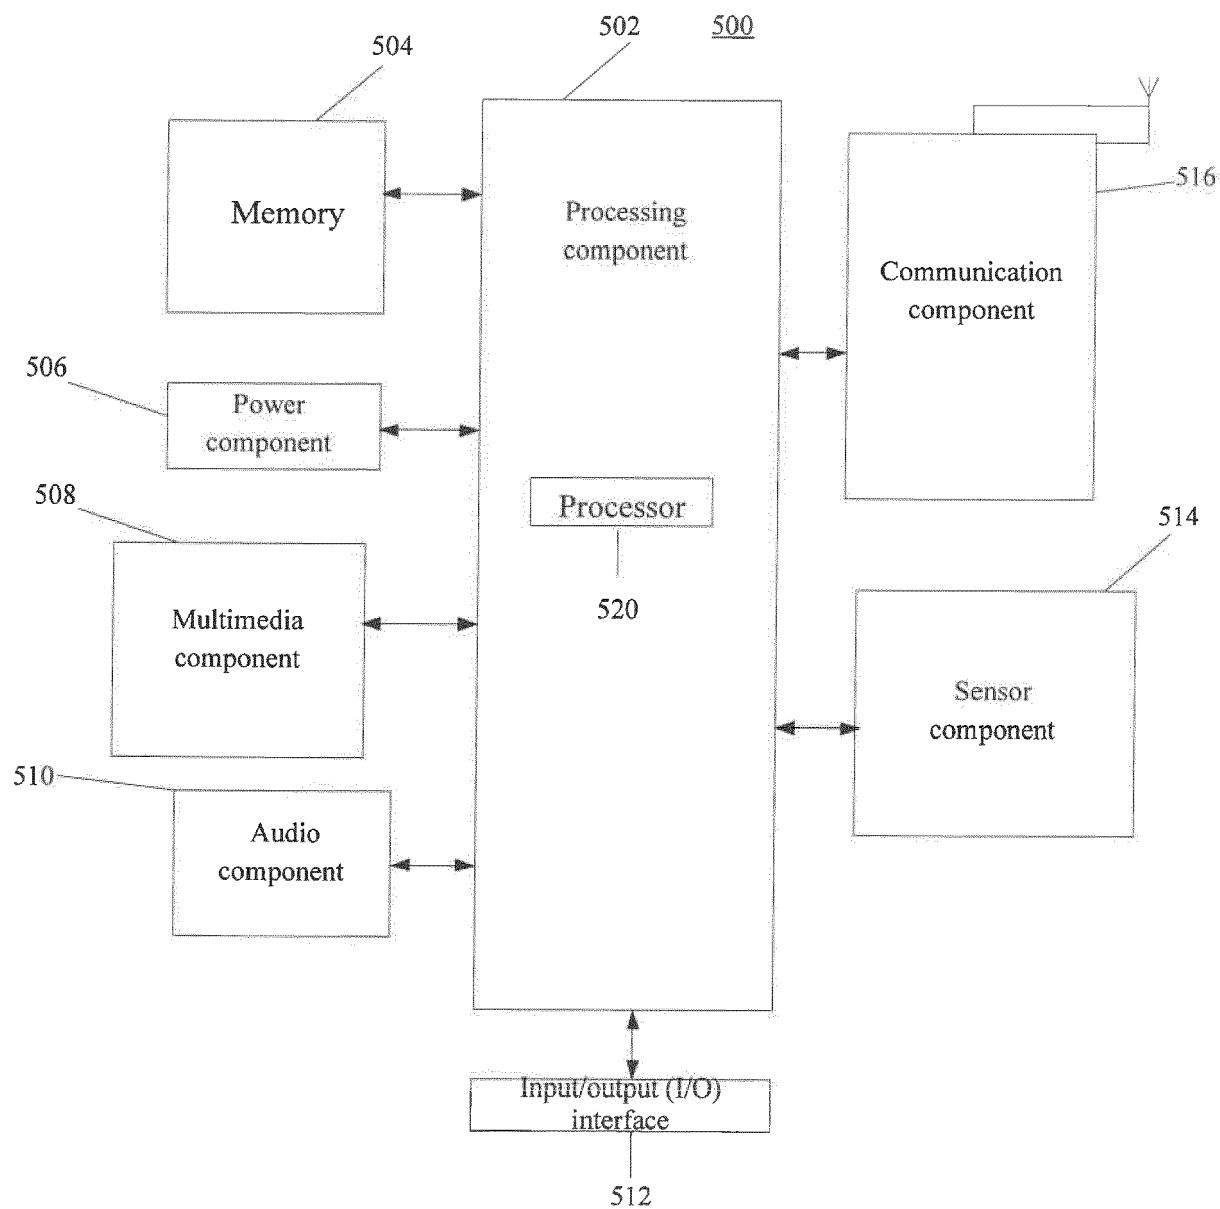 500
502
504
Memory
Processing
component
516
Communication
component
506
Power
component
508
Processor
520
514
Multimedia
component
Sensor
component
510
Audio
component
Input/output (I/O)
interface
512